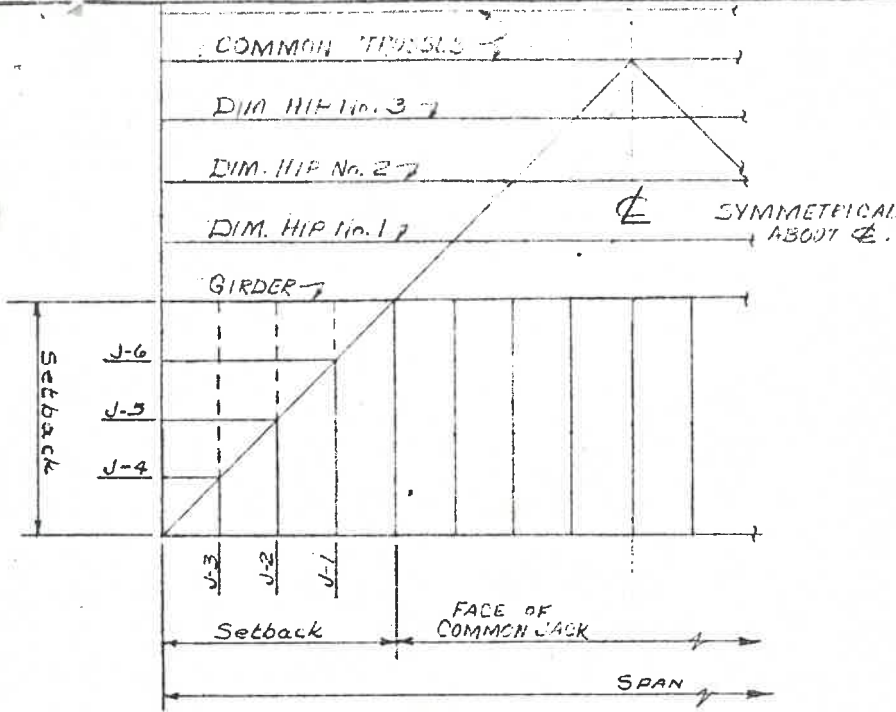 COMMON TRUSSES
DIM HIP No. 3
DIM. HIP No. 2
℄ SYMMETRICAL
ABOUT ℄.
DIM. HIP No. 1
GIRDER
J-6
Setback
J-5
J-4
J-3
J-2
J-1
Setback
FACE OF
COMMON JACK
SPAN